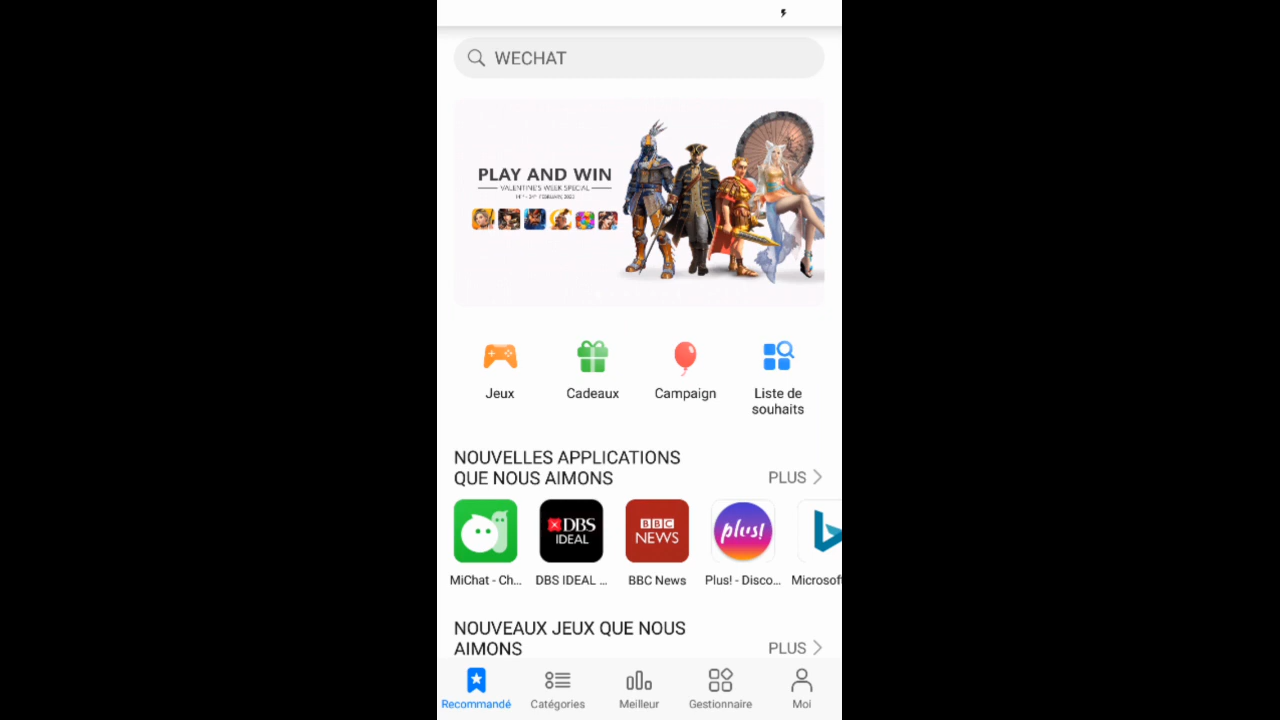 WECHAT
PLAY AND WIN
VALENTINE'S WEEK SPECIAL
Jeux
Cadeaux
Campaign
Liste de
souhaits
NOUVELLES APPLICATIONS
QUE NOUS AIMONS
PLUS
DBS
IDEAL
BBC
NEWS
plus!
MiChat - Ch...
DBS IDEAL ...
BBC News
Plus! - Disco...
Microsof
NOUVEAUX JEUX QUE NOUS
AIMONS
PLUS
Recommandé
Catégories
Meilleur
Gestionnaire
Moi